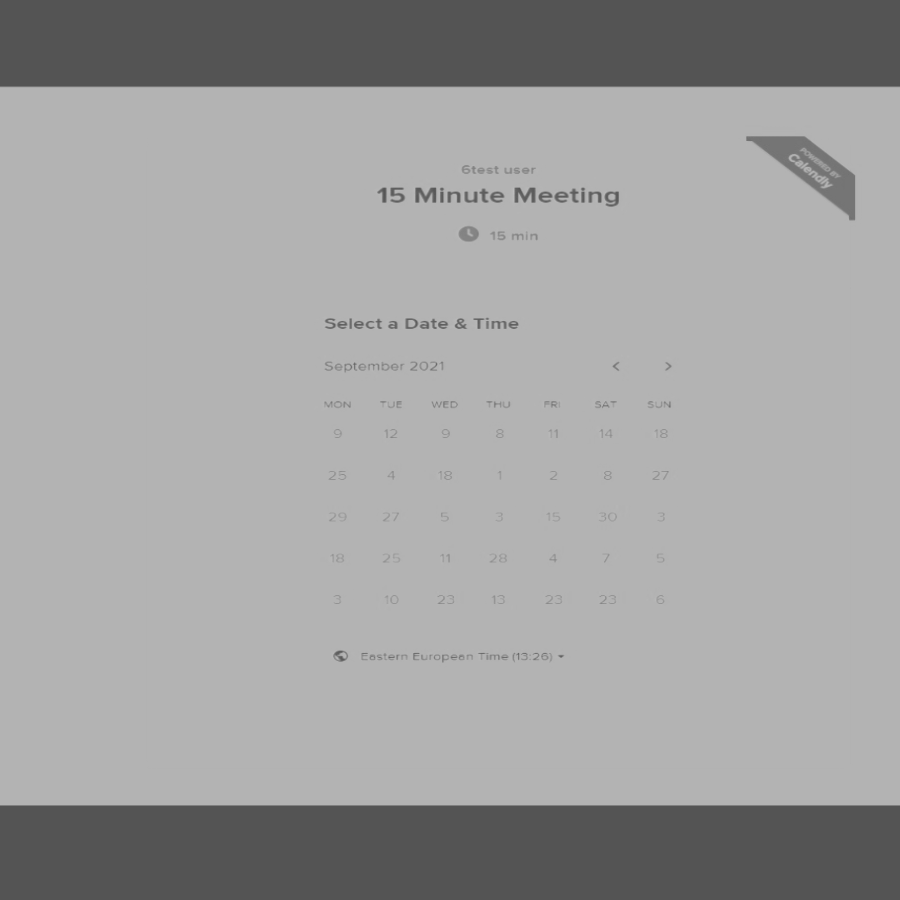 POWERED BY
Calendly
6test user
15 Minute Meeting
15 min
Select a Date & Time
September 2021
MON TUE WED THU FRI SAT SUN
9 12 9 8 11 14 18
25 4 18 1 2 8 27
29 27 5 3 15 30 3
18 25 11 28 4 7 5
3 10 23 13 23 23 6
Eastern European Time (13:26)